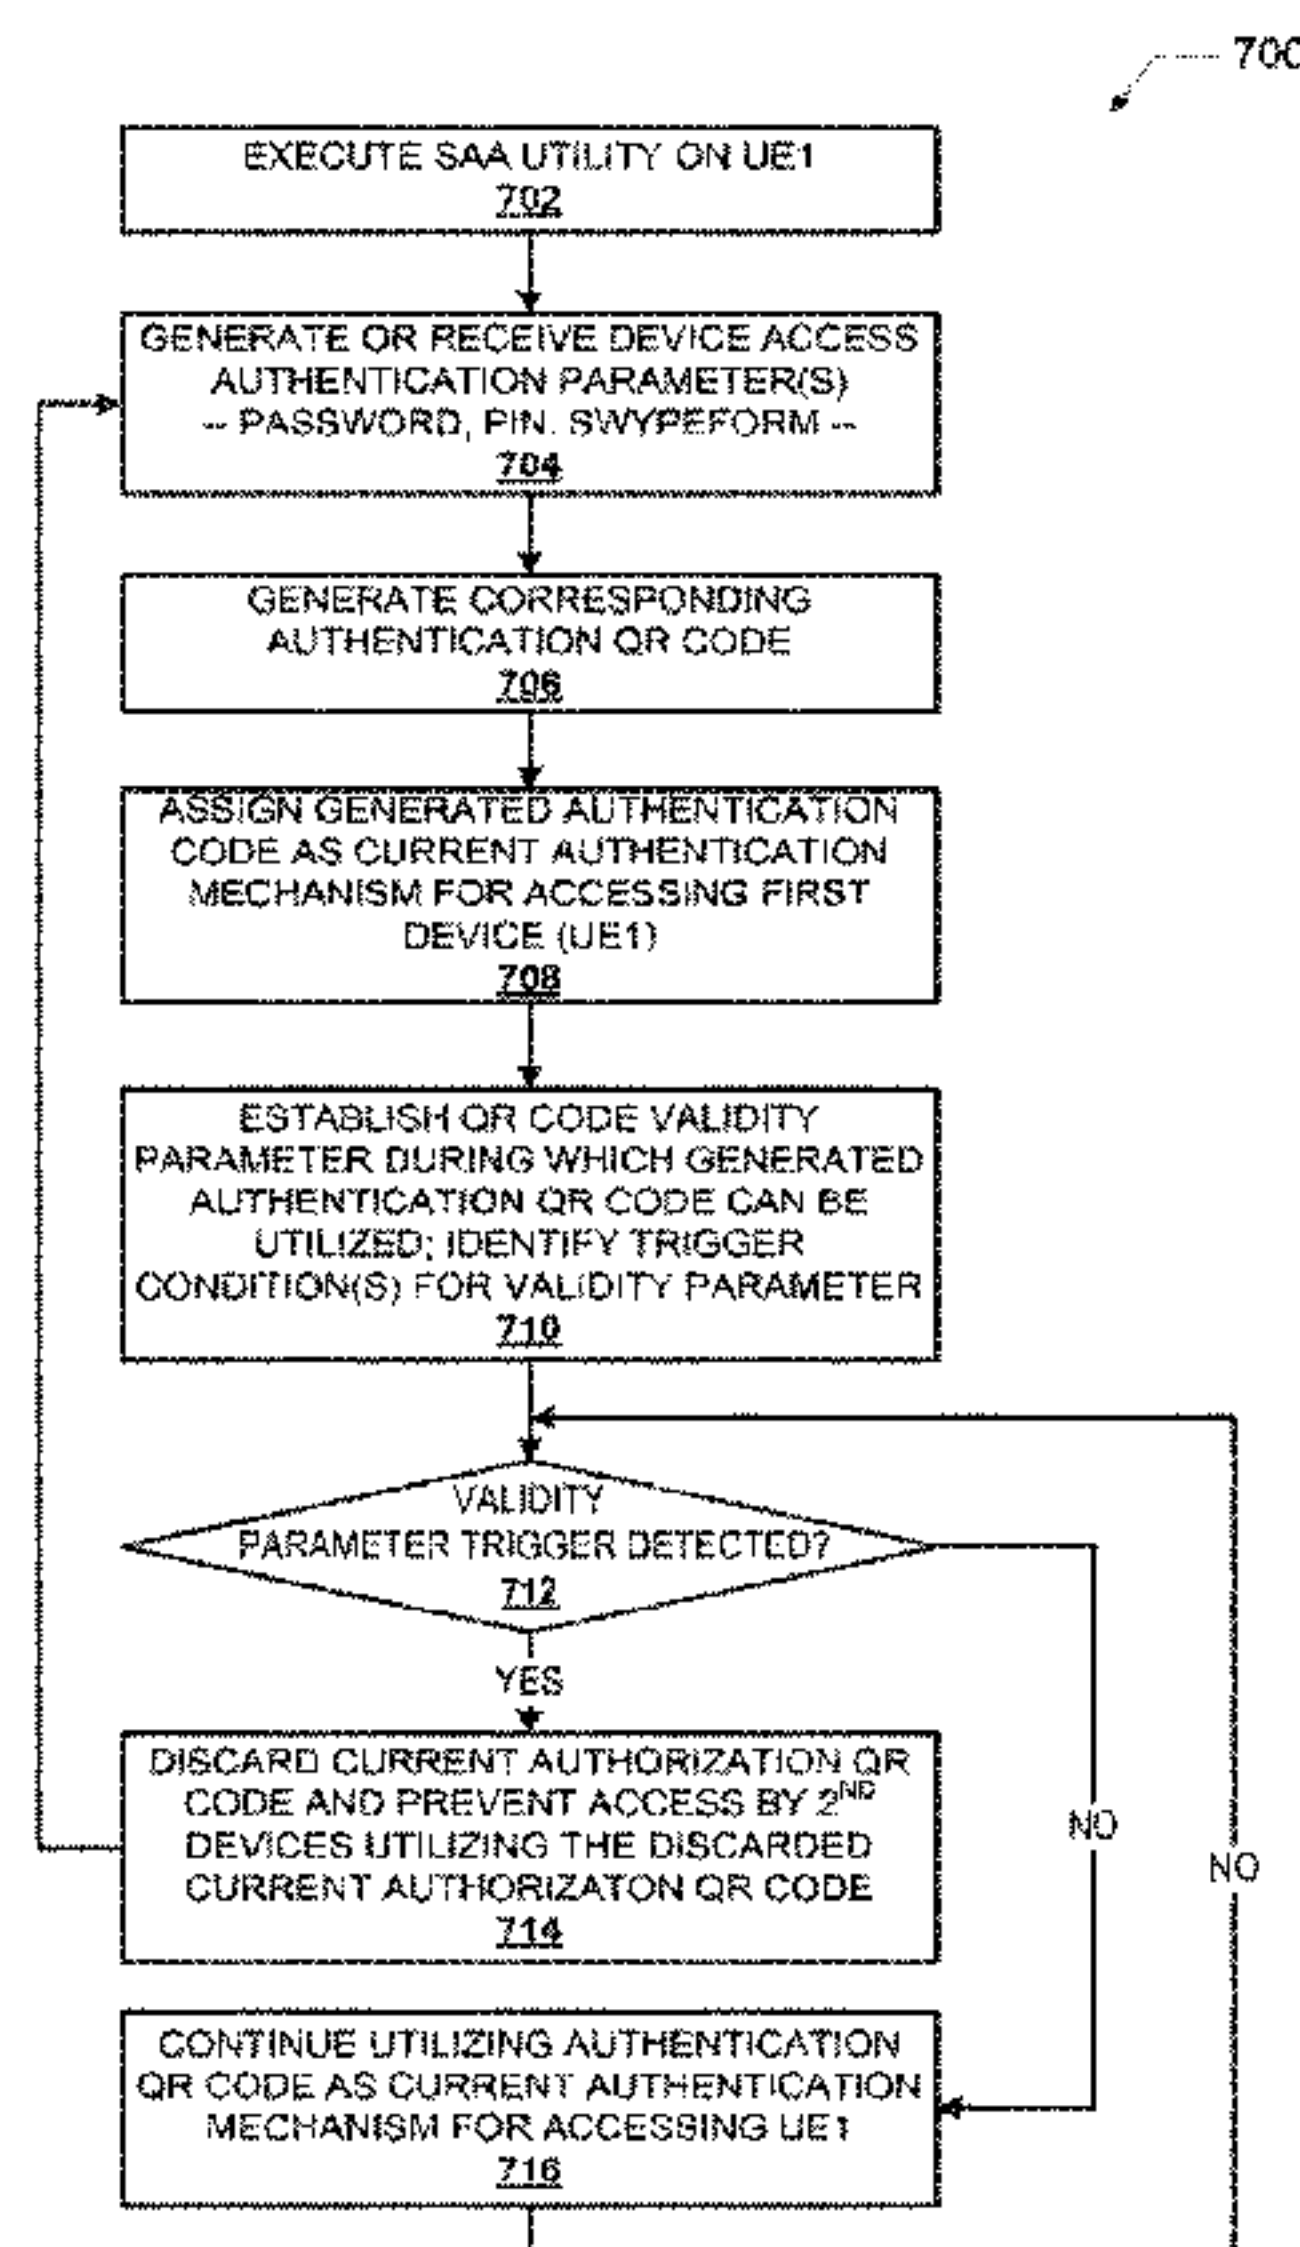 700
EXECUTE SAA UTILITY ON UE1
702
GENERATE OR RECEIVE DEVICE ACCESS
AUTHENTICATION PARAMETER(S)
-- PASSWORD, PIN. SWYPEFORM --
704
GENERATE CORRESPONDING
AUTHENTICATION QR CODE
706
ASSIGN GENERATED AUTHENTICATION
CODE AS CURRENT AUTHENTICATION
MECHANISM FOR ACCESSING FIRST
DEVICE (UE1)
708
ESTABLISH QR CODE VALIDITY
PARAMETER DURING WHICH GENERATED
AUTHENTICATION QR CODE CAN BE
UTILIZED; IDENTIFY TRIGGER
CONDITION(S) FOR VALIDITY PARAMETER
710
VALIDITY
PARAMETER TRIGGER DETECTED?
712
YES
DISCARD CURRENT AUTHORIZATION QR
CODE AND PREVENT ACCESS BY 2ND
DEVICES UTILIZING THE DISCARDED
CURRENT AUTHORIZATON QR CODE
714
NO
NO
CONTINUE UTILIZING AUTHENTICATION
QR CODE AS CURRENT AUTHENTICATION
MECHANISM FOR ACCESSING UE1
716